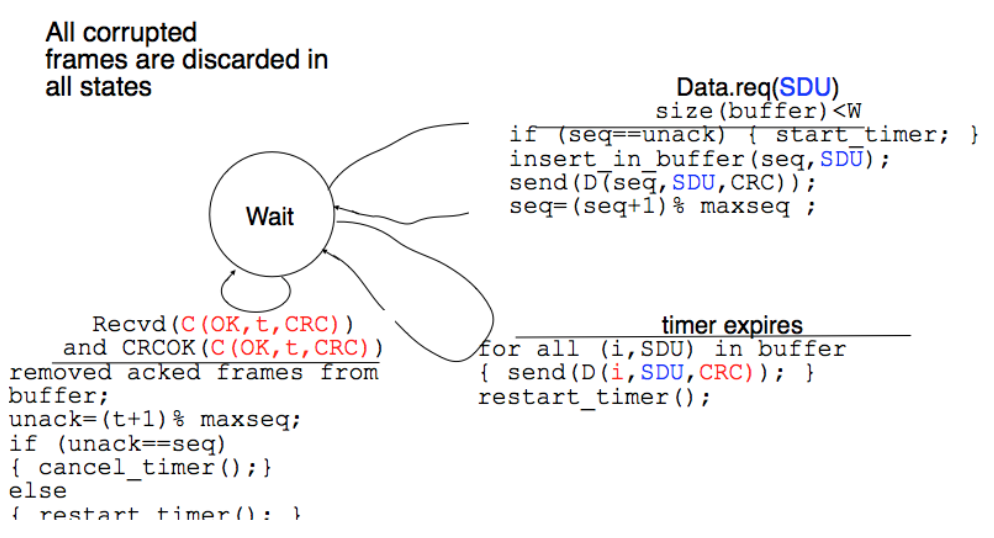 All corrupted
frames are discarded in
all states
Data.req(SDU)
size(buffer)<W
if (seq==unack) { start_timer; }
insert_in_buffer(seq,SDU);
send(D(seq,SDU,CRC));
seq=(seq+1)% maxseq ;
Wait
Recvd(C(OK,t,CRC))
and CRCOK(C(OK,t,CRC))
removed acked frames from
buffer;
unack=(t+1)% maxseq;
if (unack==seq)
{ cancel_timer();}
else
{ restart_timer(); }
timer expires
for all (i,SDU) in buffer
{ send(D(i,SDU,CRC)); }
restart_timer();